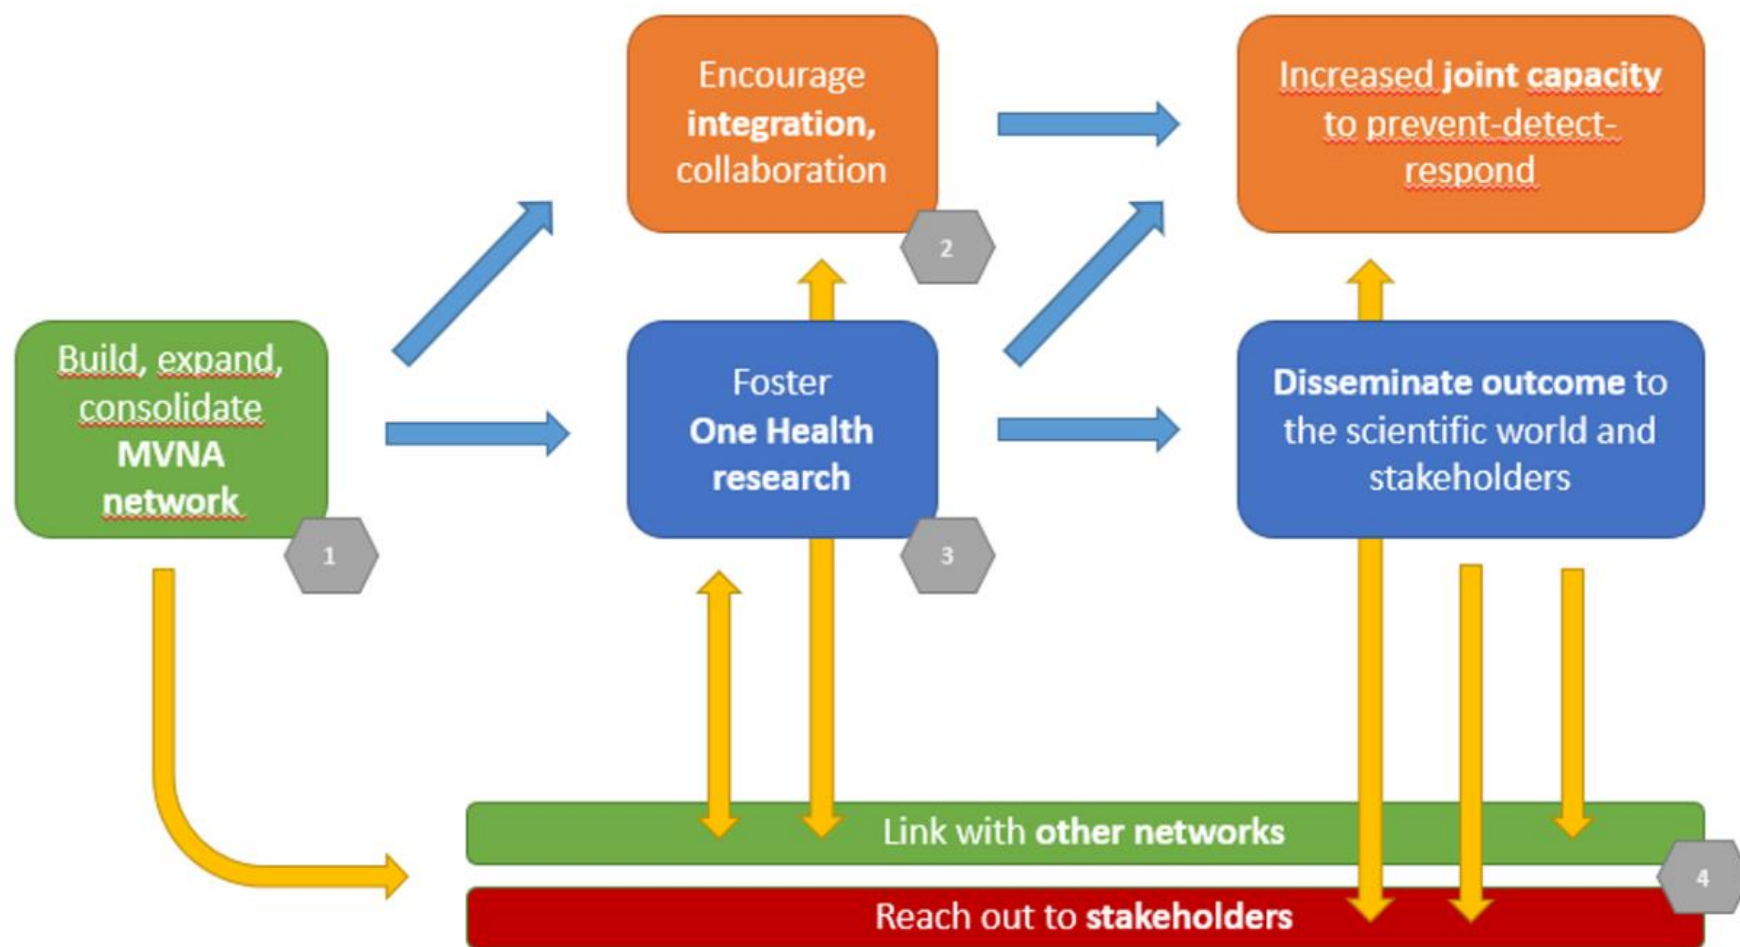 Encourage
integration,
collaboration
2
Increased joint capacity
to prevent-detect-
respond
Build, expand,
consolidate
MVNA
network
1
Foster
One Health
research
3
Disseminate outcome to
the scientific world and
stakeholders
Link with other networks
4
Reach out to stakeholders